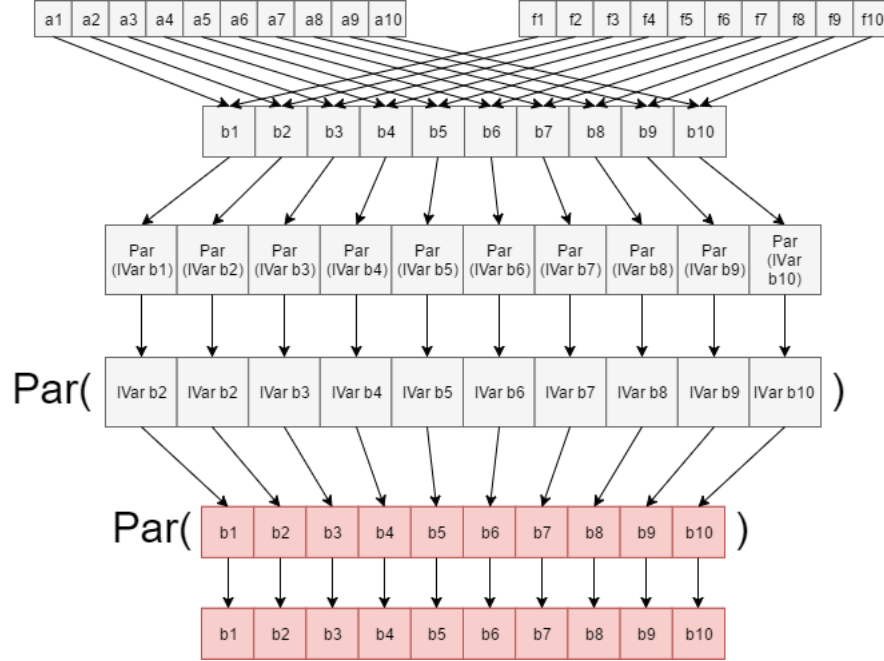 a1 a2 a3 a4 a5 a6 a7 a8 a9 a10 f1 f2 f3 f4 f5 f6 f7 f8 f9 f10
b1 b2 b3 b4 b5 b6 b7 b8 b9 b10
Par (IVar b1) Par (IVar b2) Par (IVar b3) Par (IVar b4) Par (IVar b5) Par (IVar b6) Par (IVar b7) Par (IVar b8) Par (IVar b9) Par (IVar b10)
Par( IVar b2 IVar b2 IVar b3 IVar b4 IVar b5 IVar b6 IVar b7 IVar b8 IVar b9 IVar b10 )
Par( b1 b2 b3 b4 b5 b6 b7 b8 b9 b10 )
b1 b2 b3 b4 b5 b6 b7 b8 b9 b10